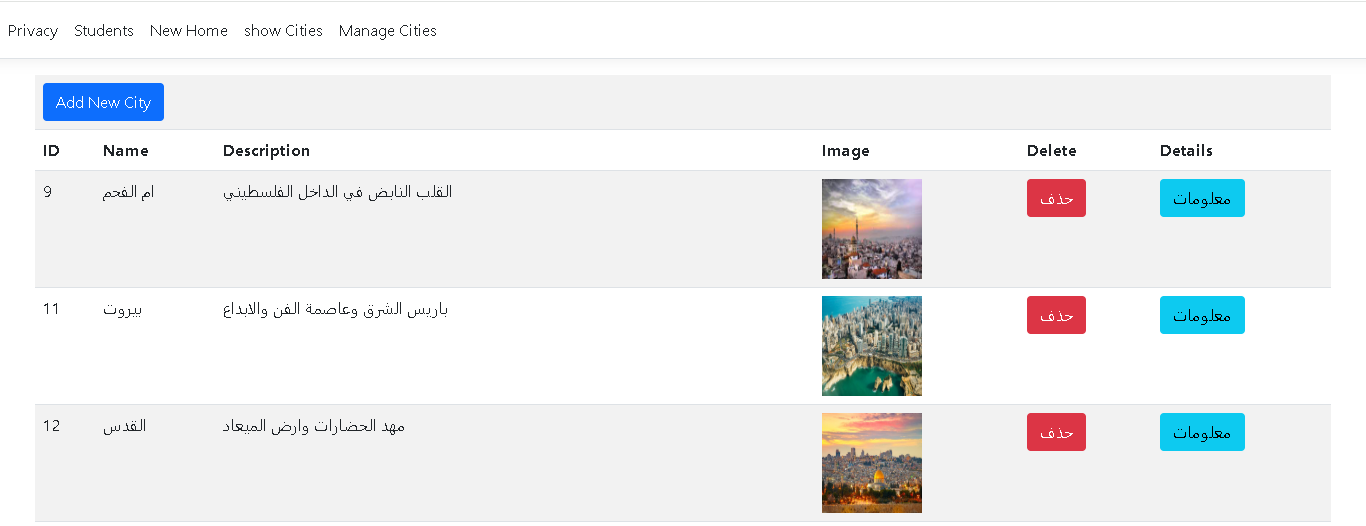 Privacy Students New Home show Cities Manage Cities
Add New City
ID Name Description Image Delete Details
9 ام الفحم القلب النابض في الداخل الفلسطيني حذف معلومات
11 بيروت باريس الشرق وعاصمة الفن والابداع حذف معلومات
12 القدس مهد الحضارات وارض الميعاد حذف معلومات